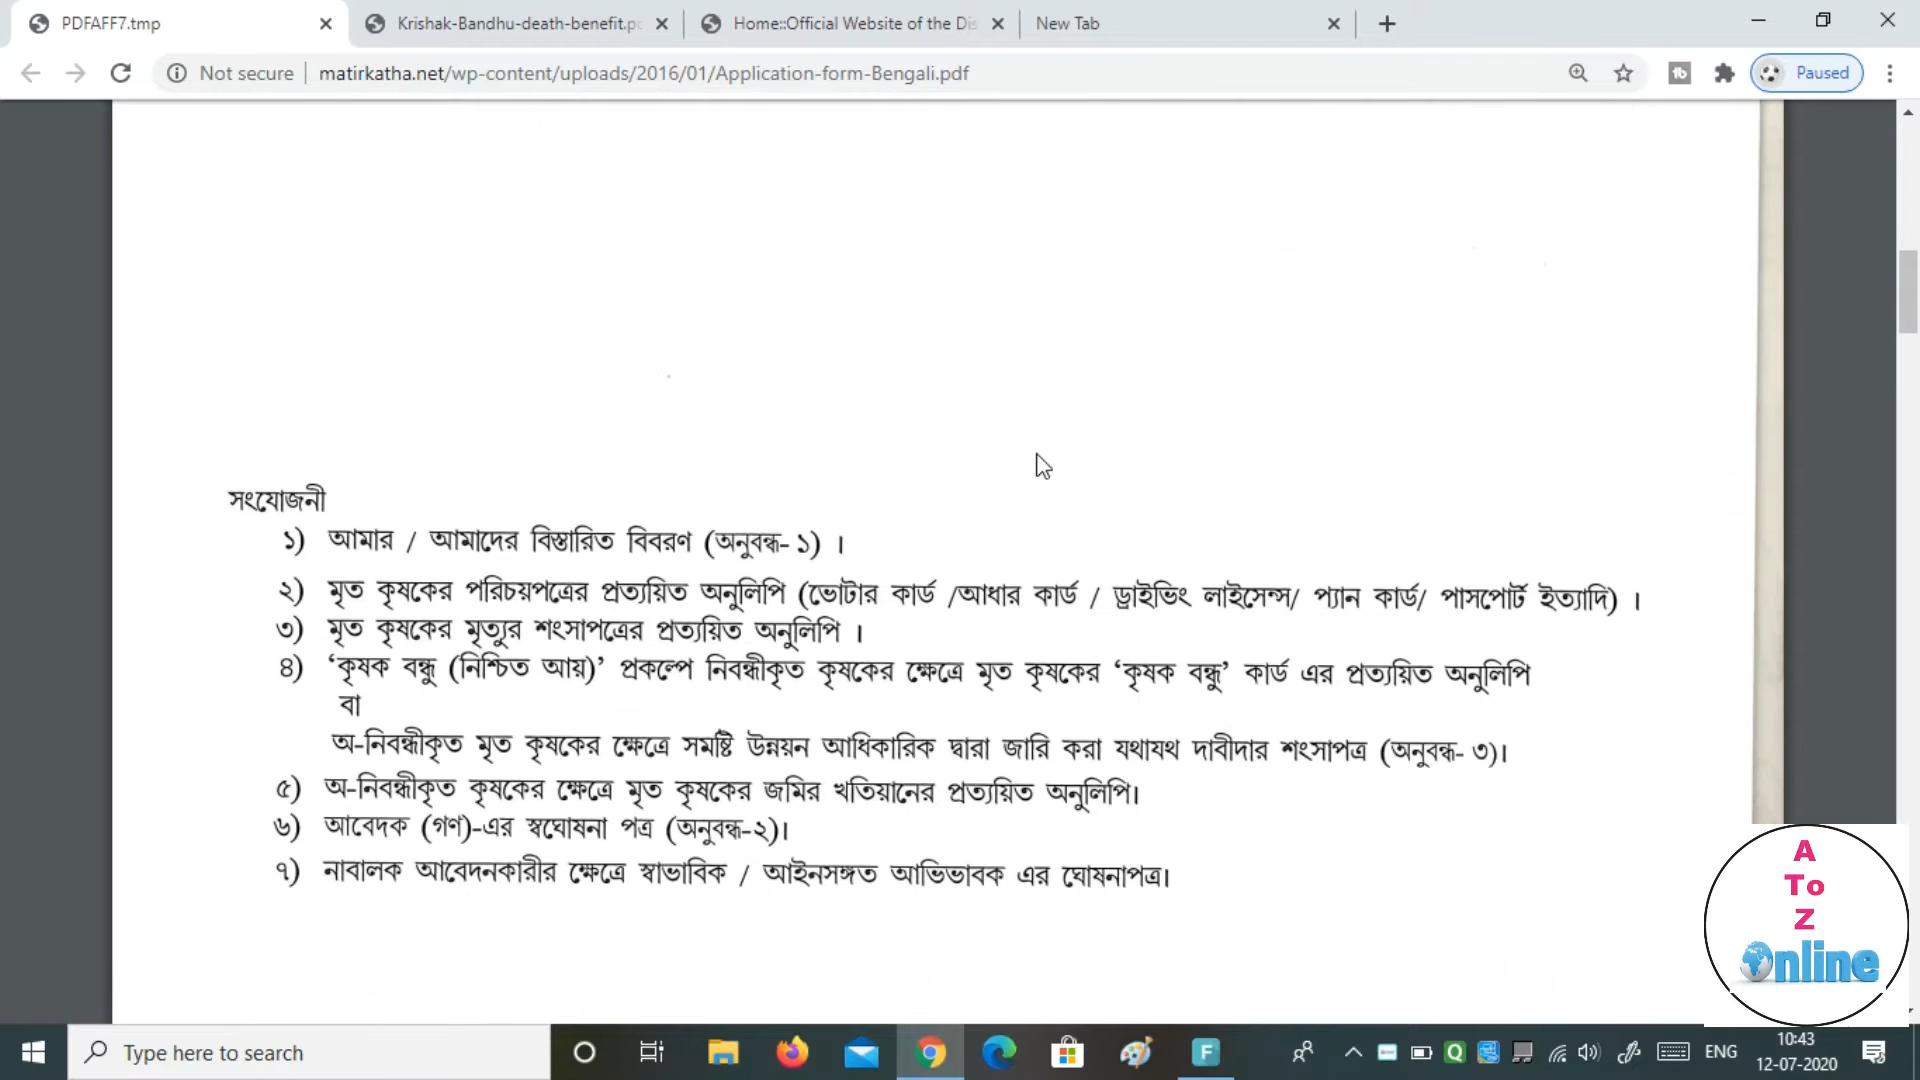 PDFAFF7.tmp
Krishak-Bandhu-death-benefit.pd
Home::Official Website of the Dis
New Tab
Not secure
matirkatha.net/wp-content/uploads/2016/01/Application-form-Bengali.pdf
Paused
সংযোজনী
১) আমার / আমাদের বিস্তারিত বিবরণ (অনুবন্ধ- ১) ।
২) মৃত কৃষকের পরিচয়পত্রের প্রত্যয়িত অনুলিপি (ভোটার কার্ড /আধার কার্ড / ড্রাইভিং লাইসেন্স/ প্যান কার্ড/ পাসপোর্ট ইত্যাদি) ।
৩) মৃত কৃষকের মৃত্যুর শংসাপত্রের প্রত্যয়িত অনুলিপি ।
৪) ‘কৃষক বন্ধু (নিশ্চিত আয়)’ প্রকল্পে নিবন্ধীকৃত কৃষকের ক্ষেত্রে মৃত কৃষকের ‘কৃষক বন্ধু’ কার্ড এর প্রত্যয়িত অনুলিপি
বা
অ-নিবন্ধীকৃত মৃত কৃষকের ক্ষেত্রে সমষ্টি উন্নয়ন আধিকারিক দ্বারা জারি করা যথাযথ দাবীদার শংসাপত্র (অনুবন্ধ- ৩)।
৫) অ-নিবন্ধীকৃত কৃষকের ক্ষেত্রে মৃত কৃষকের জমির খতিয়ানের প্রত্যয়িত অনুলিপি।
৬) আবেদক (গণ)-এর স্বঘোষনা পত্র (অনুবন্ধ-২)।
৭) নাবালক আবেদনকারীর ক্ষেত্রে স্বাভাবিক / আইনসঙ্গত আভিভাবক এর ঘোষনাপত্র।
A
To
Z
Online
Type here to search
ENG
10:43
12-07-2020